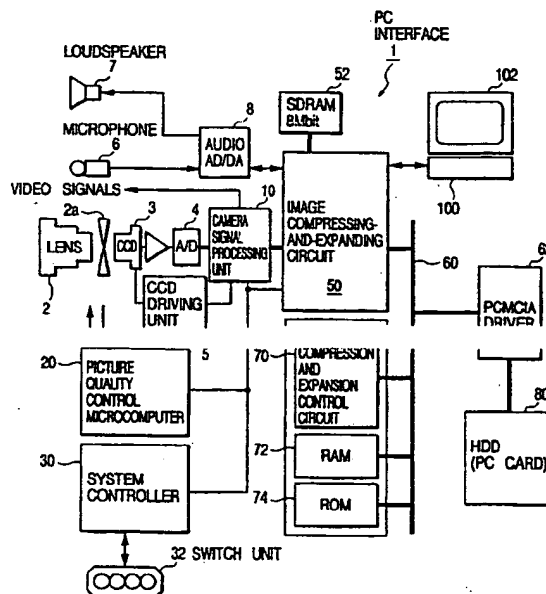 PC
INTERFACE
1
LOUDSPEAKER
7
MICROPHONE
6
8
AUDIO
AD/DA
52
SDRAM
8Mbit
102
100
VIDEO SIGNALS
2a
3
4
10
LENS
CCD
A/D
CAMERA
SIGNAL
PROCESSING
UNIT
IMAGE
COMPRESSING-
AND-EXPANDING
CIRCUIT
50
60
2
CCD
DRIVING
UNIT
5
PCMCIA
DRIVER
20
PICTURE
QUALITY
CONTROL
MICROCOMPUTER
70
COMPRESSION
AND
EXPANSION
CONTROL
CIRCUIT
80
HDD
(PC CARD)
30
SYSTEM
CONTROLLER
72
RAM
74
ROM
32 SWITCH UNIT